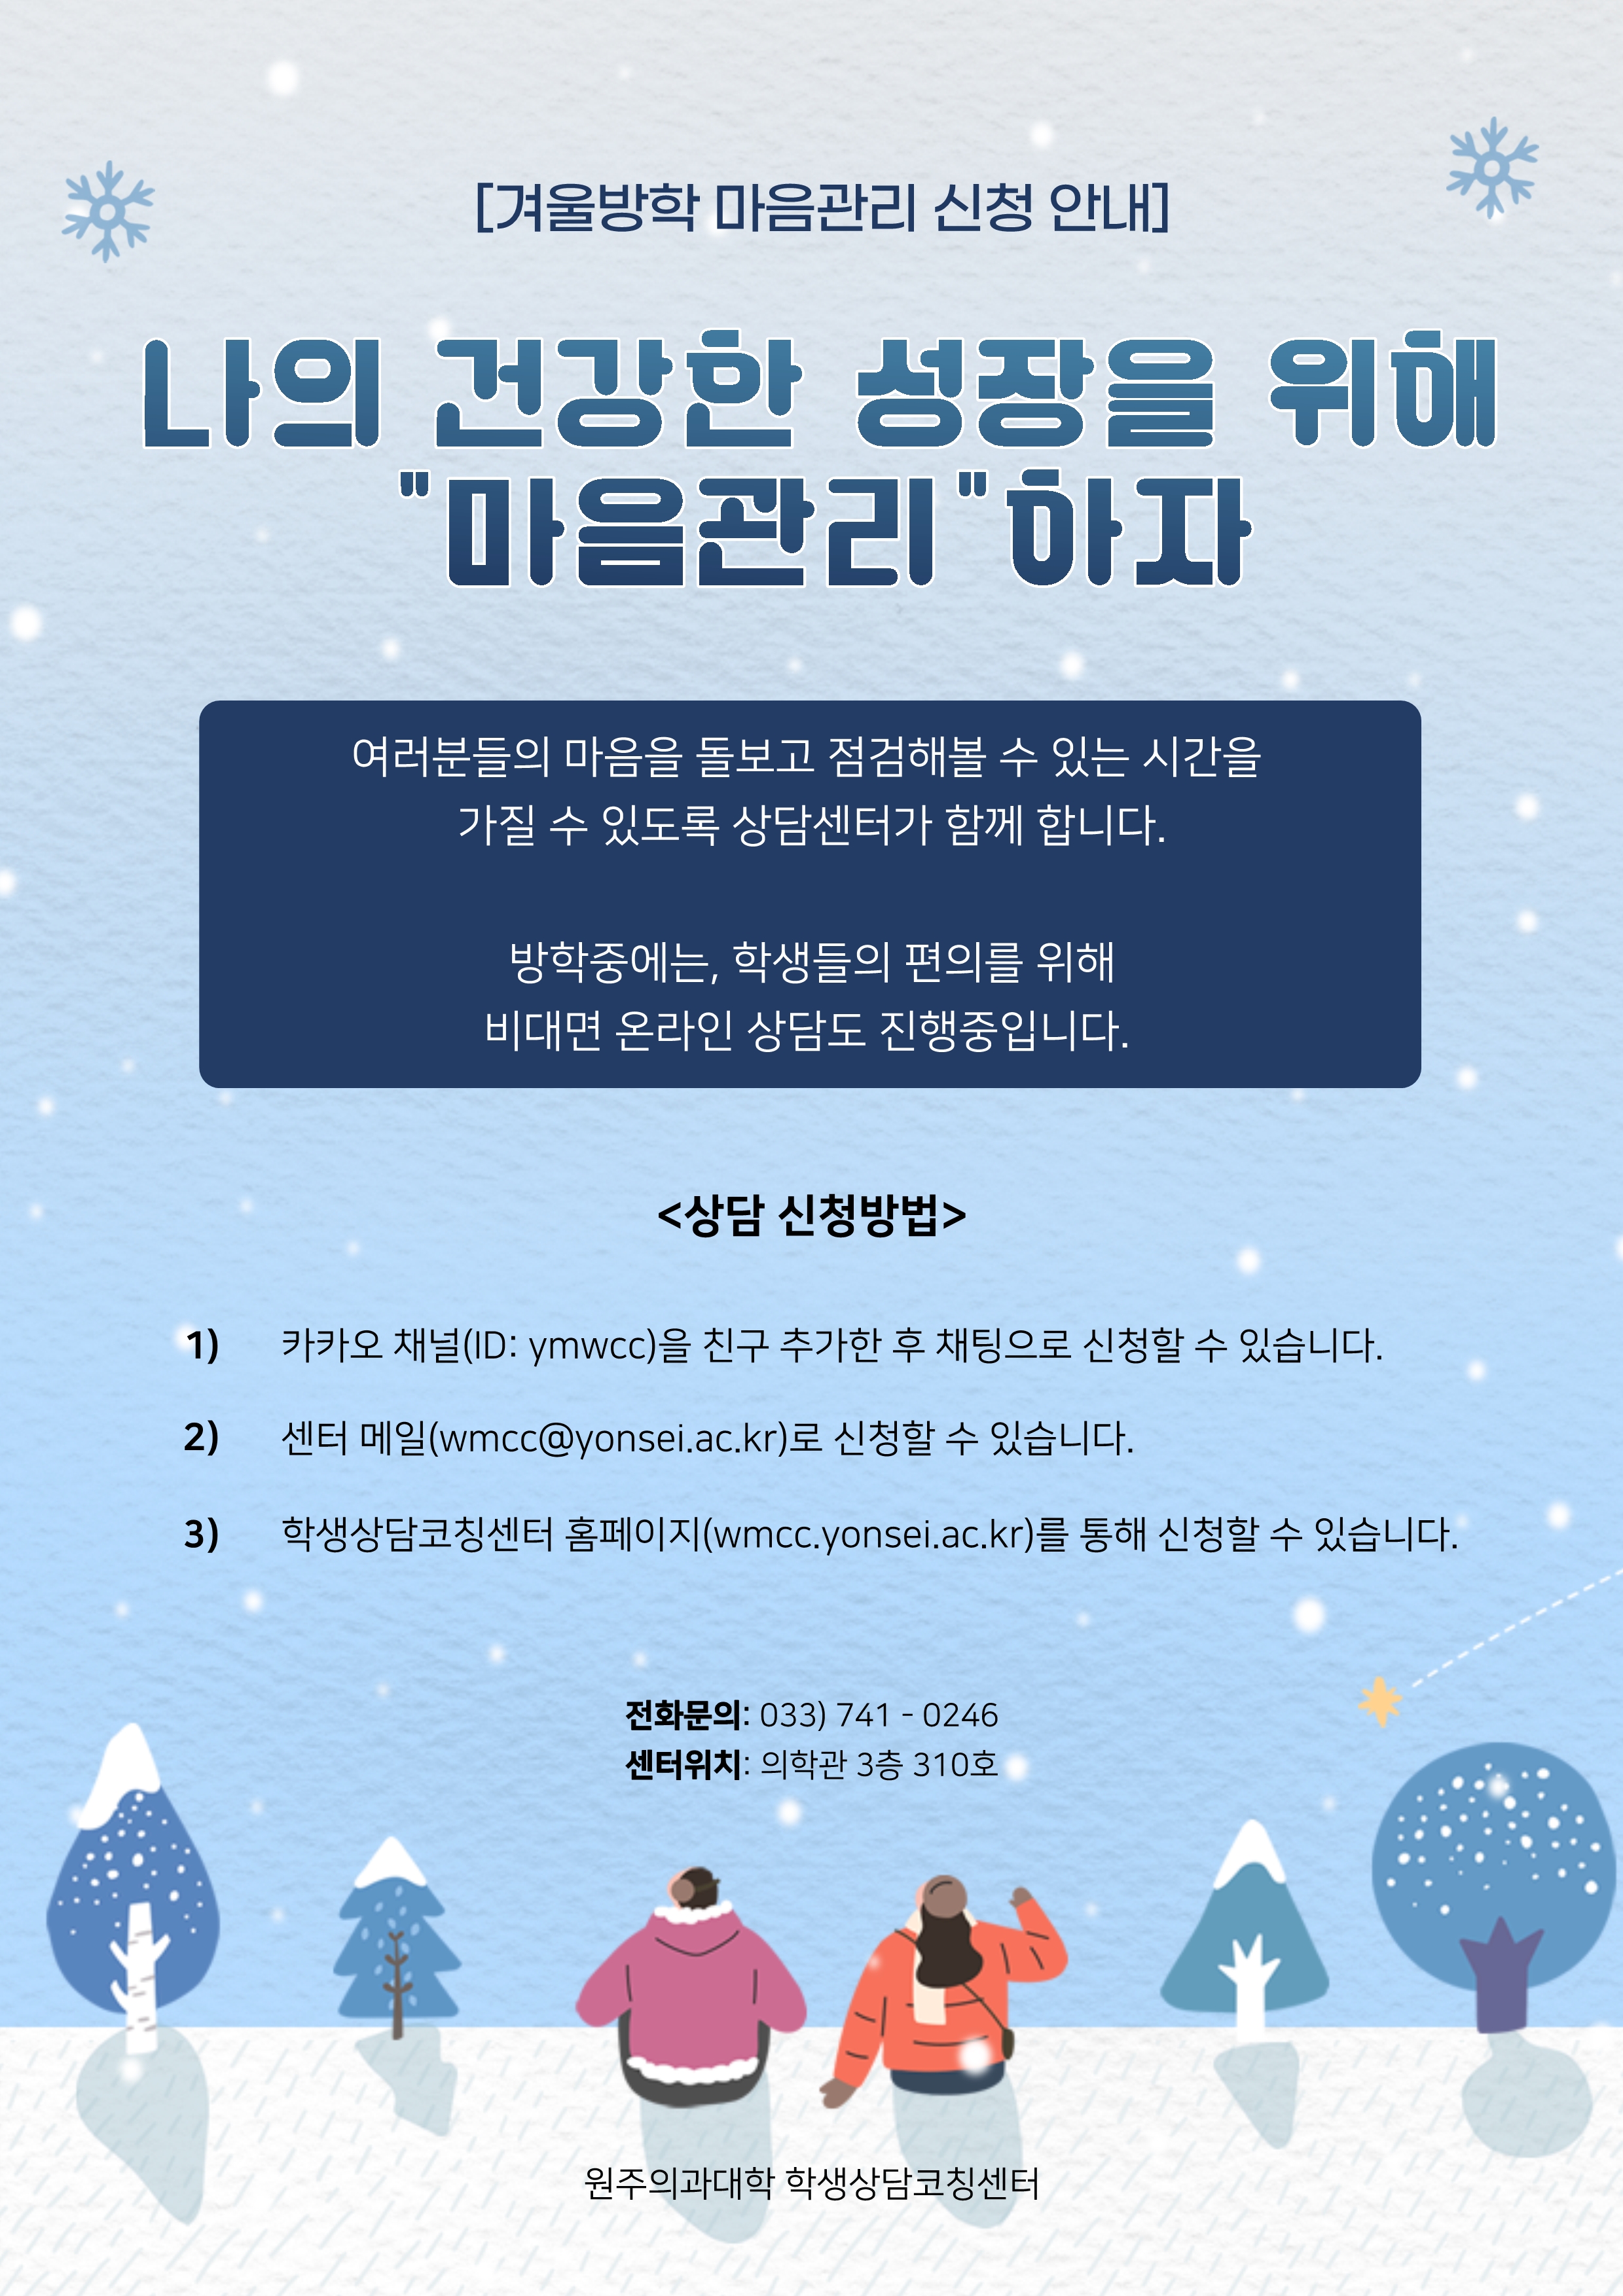 [겨울방학 마음관리 신청 안내]
나의 건강한 성장을 위해
"마음관리"하자
여러분들의 마음을 돌보고 점검해볼 수 있는 시간을
가질 수 있도록 상담센터가 함께 합니다.
방학중에는, 학생들의 편의를 위해
비대면 온라인 상담도 진행중입니다.
<상담 신청방법>
1) 카카오 채널(ID: ymwcc)을 친구 추가한 후 채팅으로 신청할 수 있습니다.
2) 센터 메일(wmcc@yonsei.ac.kr)로 신청할 수 있습니다.
3) 학생상담코칭센터 홈페이지(wmcc.yonsei.ac.kr)를 통해 신청할 수 있습니다.
전화문의: 033) 741 - 0246
센터위치: 의학관 3층 310호
원주의과대학 학생상담코칭센터